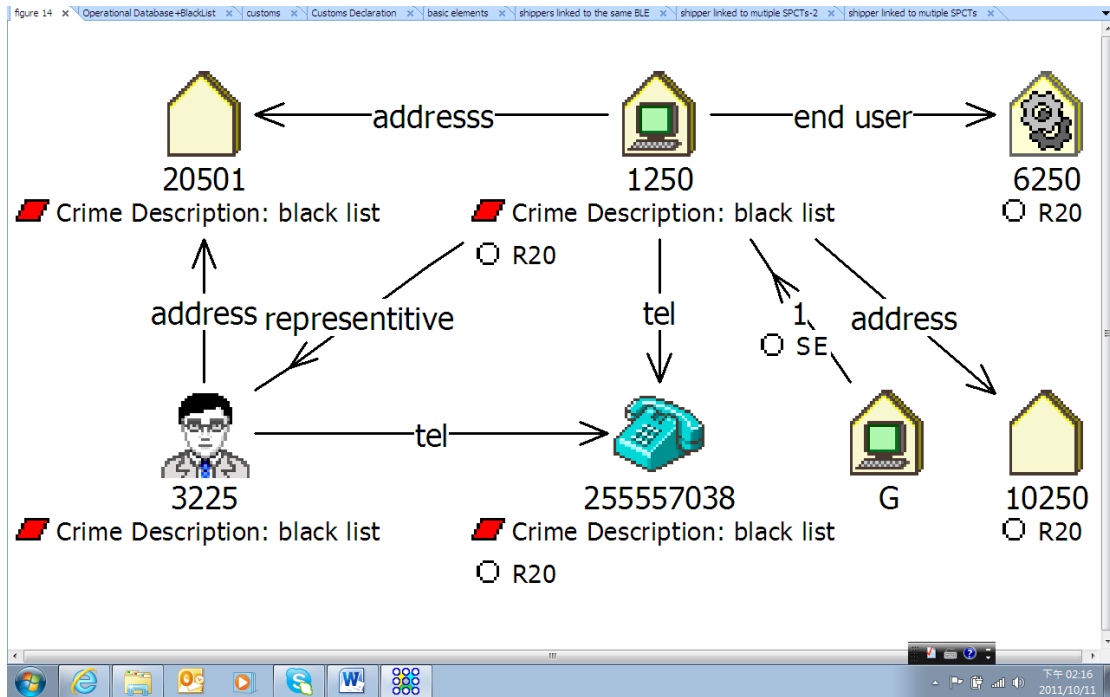 figure 14
Operational Database+BlackList
customs
Customs Declaration
basic elements
shippers linked to the same BLE
shipper linked to mutiple SPCTs-2
shipper linked to mutiple SPCTs
addresss
end user
20501
1250
6250
Crime Description: black list
Crime Description: black list
R20
R20
address
representitive
tel
1
SE
address
tel
3225
255557038
G
10250
Crime Description: black list
Crime Description: black list
R20
R20
下午 02:16
2011/10/11